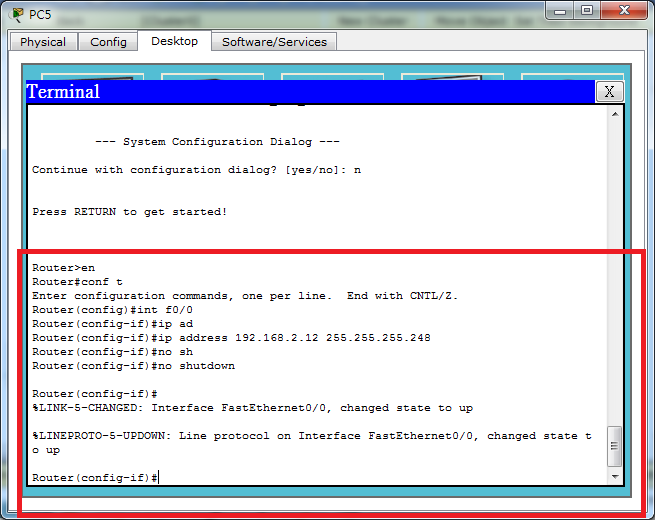 PC5
Physical
Config
Desktop
Software/Services
Terminal
X
--- System Configuration Dialog ---
Continue with configuration dialog? [yes/no]: n
Press RETURN to get started!
Router>en
Router#conf t
Enter configuration commands, one per line.  End with CNTL/Z.
Router(config)#int f0/0
Router(config-if)#ip ad
Router(config-if)#ip address 192.168.2.12 255.255.255.248
Router(config-if)#no sh
Router(config-if)#no shutdown
Router(config-if)#
%LINK-5-CHANGED: Interface FastEthernet0/0, changed state to up
%LINEPROTO-5-UPDOWN: Line protocol on Interface FastEthernet0/0, changed state t
o up
Router(config-if)#